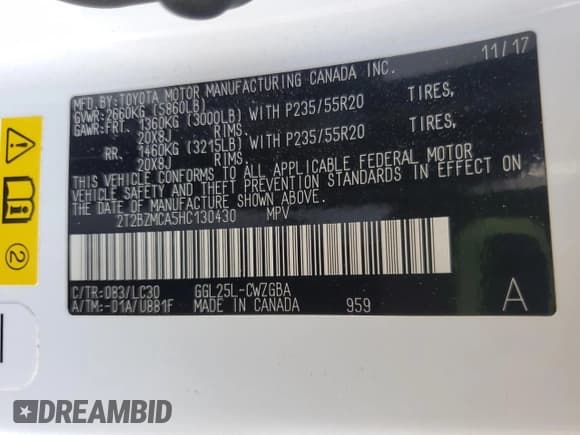 11/17
MFD.BY:TOYOTA MOTOR MANUFACTURING CANADA INC.
GVWR:2660KG (5860LB)
GAWR:FRT. 1360KG (3000LB) WITH P235/55R20 TIRES,
20X8J RIMS.
RR. 1460KG (3215LB) WITH P235/55R20 TIRES,
20X8J RIMS.
THIS VEHICLE CONFORMS TO ALL APPLICABLE FEDERAL MOTOR
VEHICLE SAFETY AND THEFT PREVENTION STANDARDS IN EFFECT ON
THE DATE OF MANUFACTURE SHOWN ABOVE.
2T2BZMCA5HC130430 MPV
C/TR:083/LC30 GGL25L-CWZGBA
A/TM:-01A/U881F MADE IN CANADA 959
A
2
DREAMBID